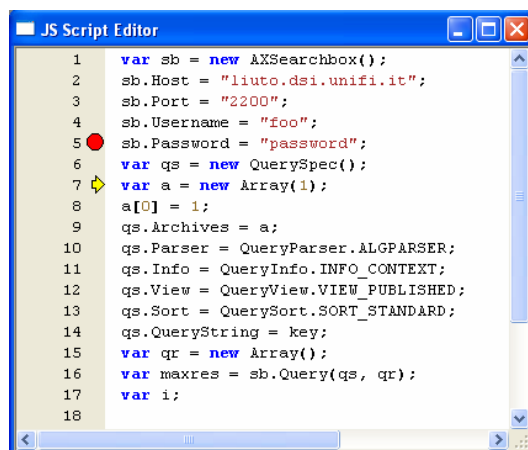 JS Script Editor
1 var sb = new AXSearchbox();
2 sb.Host = "liuto.dsi.unifi.it";
3 sb.Port = "2200";
4 sb.Username = "foo";
5 sb.Password = "password";
6 var qs = new QuerySpec();
7 var a = new Array(1);
8 a[0] = 1;
9 qs.Archives = a;
10 qs.Parser = QueryParser.ALGPARSER;
11 qs.Info = QueryInfo.INFO_CONTEXT;
12 qs.View = QueryView.VIEW_PUBLISHED;
13 qs.Sort = QuerySort.SORT_STANDARD;
14 qs.QueryString = key;
15 var qr = new Array();
16 var maxres = sb.Query(qs, qr);
17 var i;
18